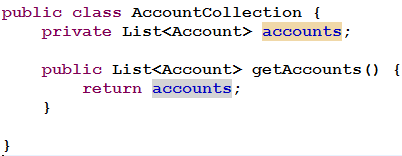 public class AccountCollection {
    private List<Account> accounts;
    public List<Account> getAccounts() {
        return accounts;
    }
}